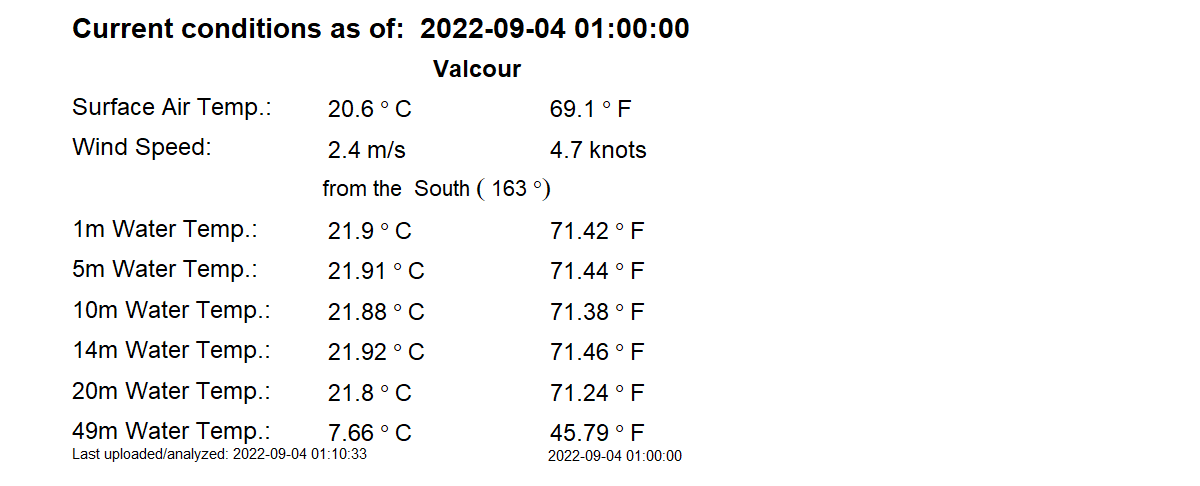 Current conditions as of:  2022-09-04 01:00:00
Valcour
Surface Air Temp.: 20.6 ° C 69.1 ° F
Wind Speed: 2.4 m/s 4.7 knots
from the  South ( 163 °)
1m Water Temp.: 21.9 ° C 71.42 ° F
5m Water Temp.: 21.91 ° C 71.44 ° F
10m Water Temp.: 21.88 ° C 71.38 ° F
14m Water Temp.: 21.92 ° C 71.46 ° F
20m Water Temp.: 21.8 ° C 71.24 ° F
49m Water Temp.: 7.66 ° C 45.79 ° F
Last uploaded/analyzed: 2022-09-04 01:10:33 2022-09-04 01:00:00